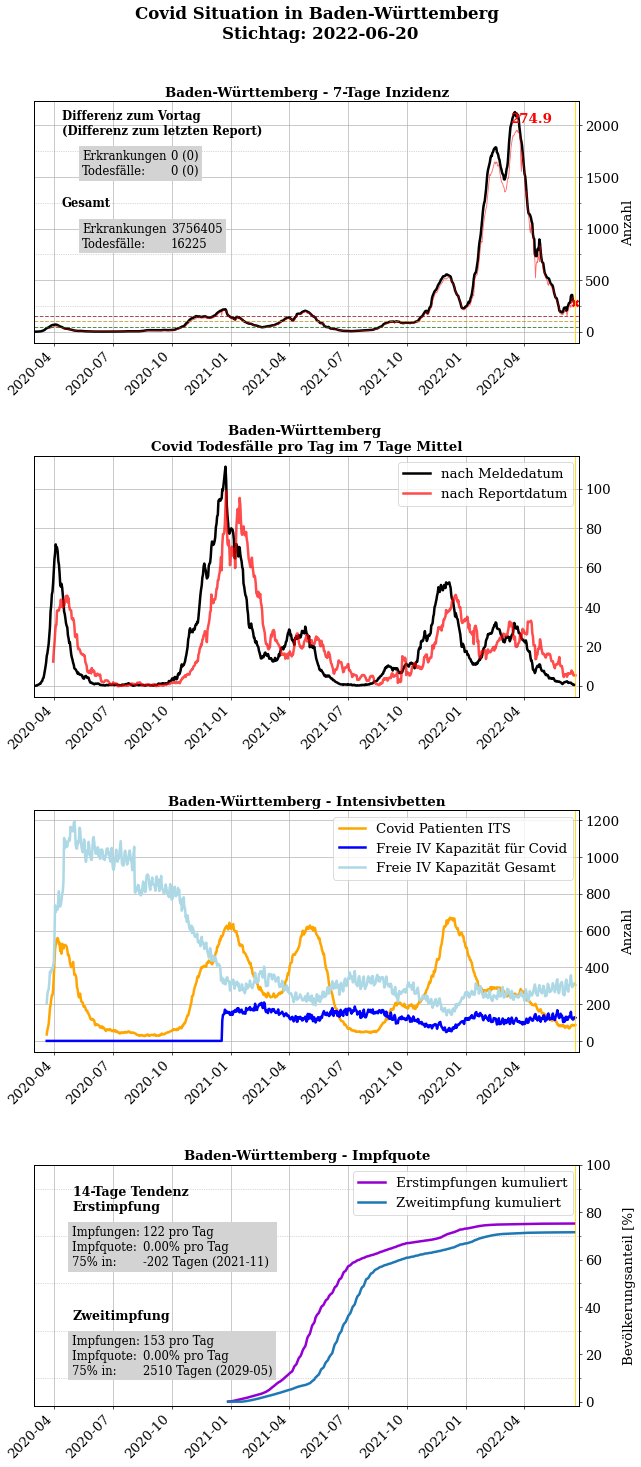 Covid Situation in Baden-Württemberg
Stichtag: 2022-06-20
Baden-Württemberg - 7-Tage Inzidenz
Differenz zum Vortag
(Differenz zum letzten Report)
Erkrankungen 0 (0)
Todesfälle: 0 (0)
Gesamt
Erkrankungen 3756405
Todesfälle: 16225
274.9
2000
1500
1000
500
0
Anzahl
2020-04 2020-07 2020-10 2021-01 2021-04 2021-07 2021-10 2022-01 2022-04
Baden-Württemberg
Covid Todesfälle pro Tag im 7 Tage Mittel
nach Meldedatum
nach Reportdatum
100
80
60
40
20
0
2020-04 2020-07 2020-10 2021-01 2021-04 2021-07 2021-10 2022-01 2022-04
Baden-Württemberg - Intensivbetten
Covid Patienten ITS
Freie IV Kapazität für Covid
Freie IV Kapazität Gesamt
1200
1000
800
600
400
200
0
Anzahl
2020-04 2020-07 2020-10 2021-01 2021-04 2021-07 2021-10 2022-01 2022-04
Baden-Württemberg - Impfquote
14-Tage Tendenz
Erstimpfung
Impfungen: 122 pro Tag
Impfquote: 0.00% pro Tag
75% in: -202 Tagen (2021-11)
Zweitimpfung
Impfungen: 153 pro Tag
Impfquote: 0.00% pro Tag
75% in: 2510 Tagen (2029-05)
Erstimpfungen kumuliert
Zweitimpfung kumuliert
100
80
60
40
20
0
Bevölkerungsanteil [%]
2020-04 2020-07 2020-10 2021-01 2021-04 2021-07 2021-10 2022-01 2022-04